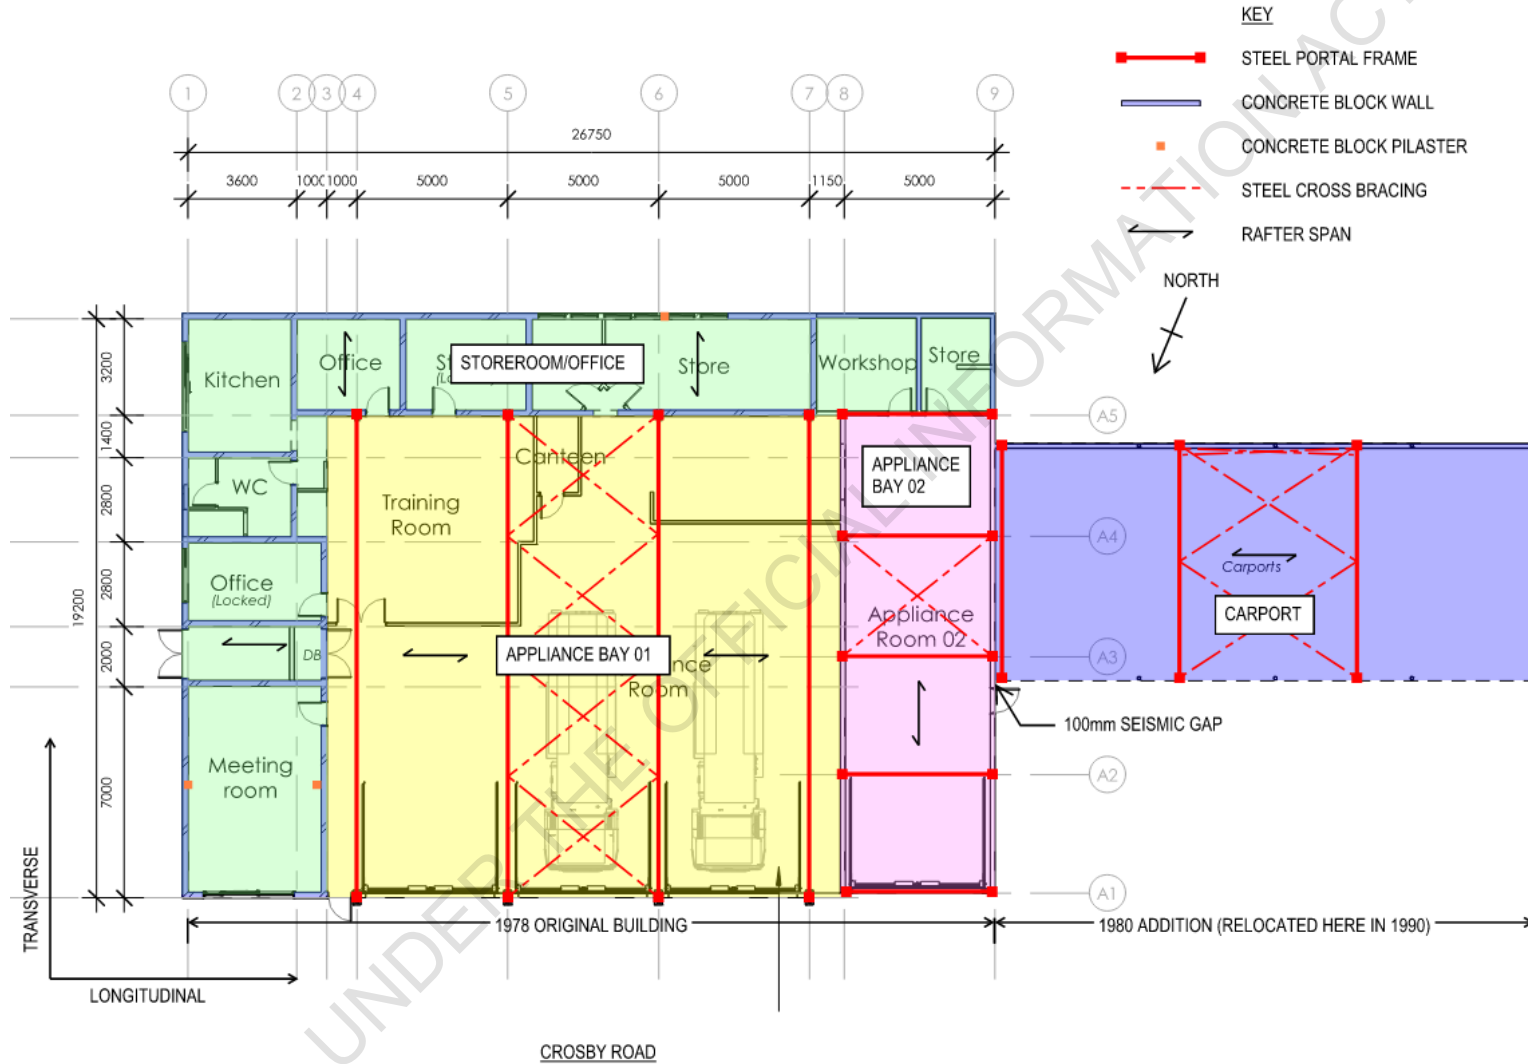 KEY
STEEL PORTAL FRAME
CONCRETE BLOCK WALL
CONCRETE BLOCK PILASTER
STEEL CROSS BRACING
RAFTER SPAN
NORTH
1 2 3 4 5 6 7 8 9
26750
3600 1000 1000 5000 5000 5000 1150 5000
3200
1400
2800
2800
2000
7000
19200
Kitchen
Office
STOREROOM/OFFICE
Store
Workshop
Store
A5
WC
Training
Room
Canteen
APPLIANCE
BAY 02
A4
Office
(Locked)
Carports
CARPORT
Appliance
Room 02
DB
APPLIANCE BAY 01
nce
Room
A3
100mm SEISMIC GAP
Meeting
room
A2
A1
1978 ORIGINAL BUILDING
1980 ADDITION (RELOCATED HERE IN 1990)
TRANSVERSE
LONGITUDINAL
CROSBY ROAD
UNDER THE OFFICIAL INFORMATION ACT